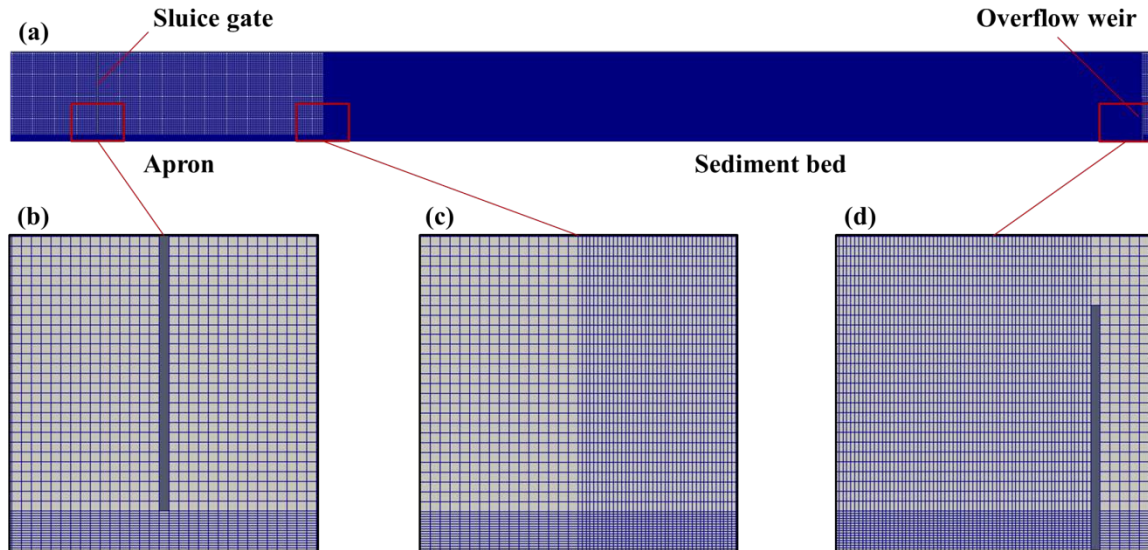 Sluice gate
Overflow weir
(a)
Apron
Sediment bed
(b)
(c)
(d)